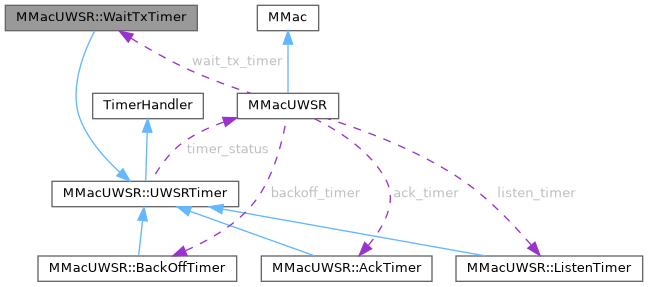 MMacUWSR::WaitTxTimer
MMac
wait_tx_timer
TimerHandler
MMacUWSR
timer_status
MMacUWSR::UWSRTimer
backoff_timer
ack_timer
listen_timer
MMacUWSR::BackOffTimer
MMacUWSR::AckTimer
MMacUWSR::ListenTimer